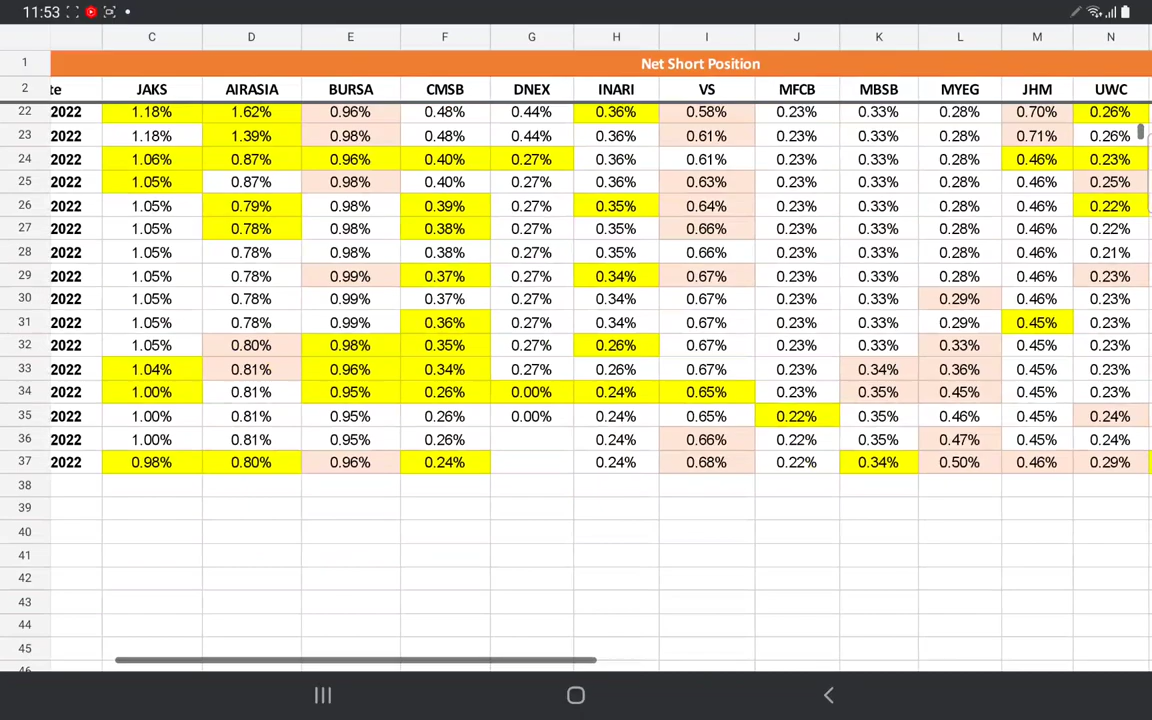 11:53
C D E F G H I J K L M N
1 Net Short Position
2 te JAKS AIRASIA BURSA CMSB DNEX INARI VS MFCB MBSB MYEG JHM UWC
22 2022 1.18% 1.62% 0.96% 0.48% 0.44% 0.36% 0.58% 0.23% 0.33% 0.28% 0.70% 0.26%
23 2022 1.18% 1.39% 0.98% 0.48% 0.44% 0.36% 0.61% 0.23% 0.33% 0.28% 0.71% 0.26%
24 2022 1.06% 0.87% 0.96% 0.40% 0.27% 0.36% 0.61% 0.23% 0.33% 0.28% 0.46% 0.23%
25 2022 1.05% 0.87% 0.98% 0.40% 0.27% 0.36% 0.63% 0.23% 0.33% 0.28% 0.46% 0.25%
26 2022 1.05% 0.79% 0.98% 0.39% 0.27% 0.35% 0.64% 0.23% 0.33% 0.28% 0.46% 0.22%
27 2022 1.05% 0.78% 0.98% 0.38% 0.27% 0.35% 0.66% 0.23% 0.33% 0.28% 0.46% 0.22%
28 2022 1.05% 0.78% 0.98% 0.38% 0.27% 0.35% 0.66% 0.23% 0.33% 0.28% 0.46% 0.21%
29 2022 1.05% 0.78% 0.99% 0.37% 0.27% 0.34% 0.67% 0.23% 0.33% 0.28% 0.46% 0.23%
30 2022 1.05% 0.78% 0.99% 0.37% 0.27% 0.34% 0.67% 0.23% 0.33% 0.29% 0.46% 0.23%
31 2022 1.05% 0.78% 0.99% 0.36% 0.27% 0.34% 0.67% 0.23% 0.33% 0.29% 0.45% 0.23%
32 2022 1.05% 0.80% 0.98% 0.35% 0.27% 0.26% 0.67% 0.23% 0.33% 0.33% 0.45% 0.23%
33 2022 1.04% 0.81% 0.96% 0.34% 0.27% 0.26% 0.67% 0.23% 0.34% 0.36% 0.45% 0.23%
34 2022 1.00% 0.81% 0.95% 0.26% 0.00% 0.24% 0.65% 0.23% 0.35% 0.45% 0.45% 0.23%
35 2022 1.00% 0.81% 0.95% 0.26% 0.00% 0.24% 0.65% 0.22% 0.35% 0.46% 0.45% 0.24%
36 2022 1.00% 0.81% 0.95% 0.26% 0.24% 0.66% 0.22% 0.35% 0.47% 0.45% 0.24%
37 2022 0.98% 0.80% 0.96% 0.24% 0.24% 0.68% 0.22% 0.34% 0.50% 0.46% 0.29%
38
39
40
41
42
43
44
45